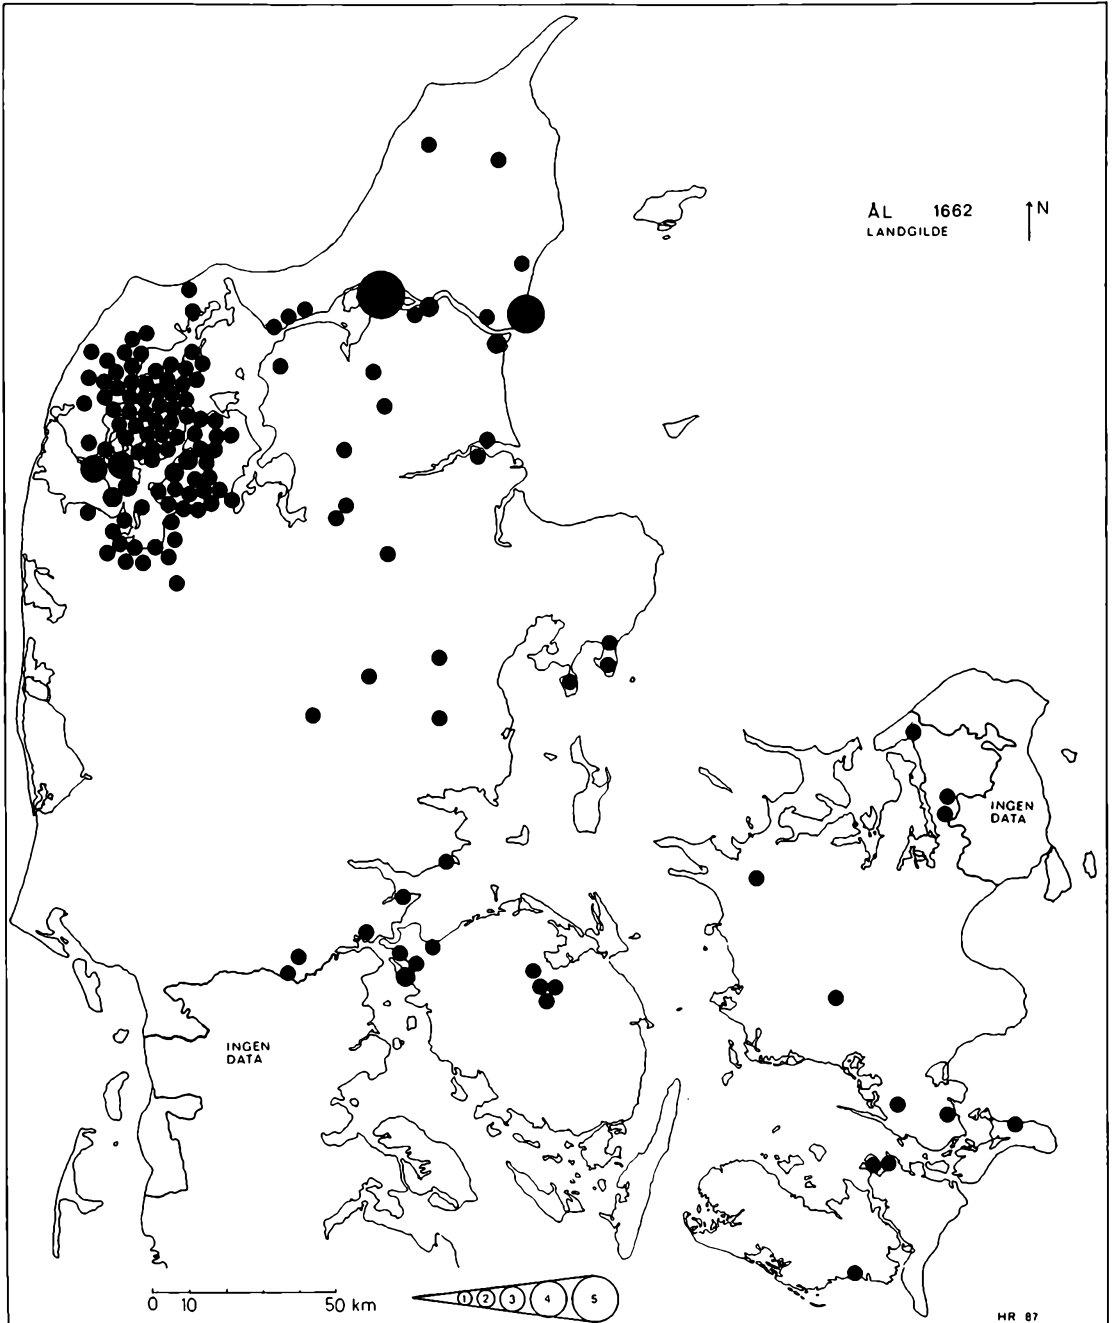 ÅL 1662
LANDGILDE
N
INGEN
DATA
INGEN
DATA
0 10 50 km
1 2 3 4 5
HR 87